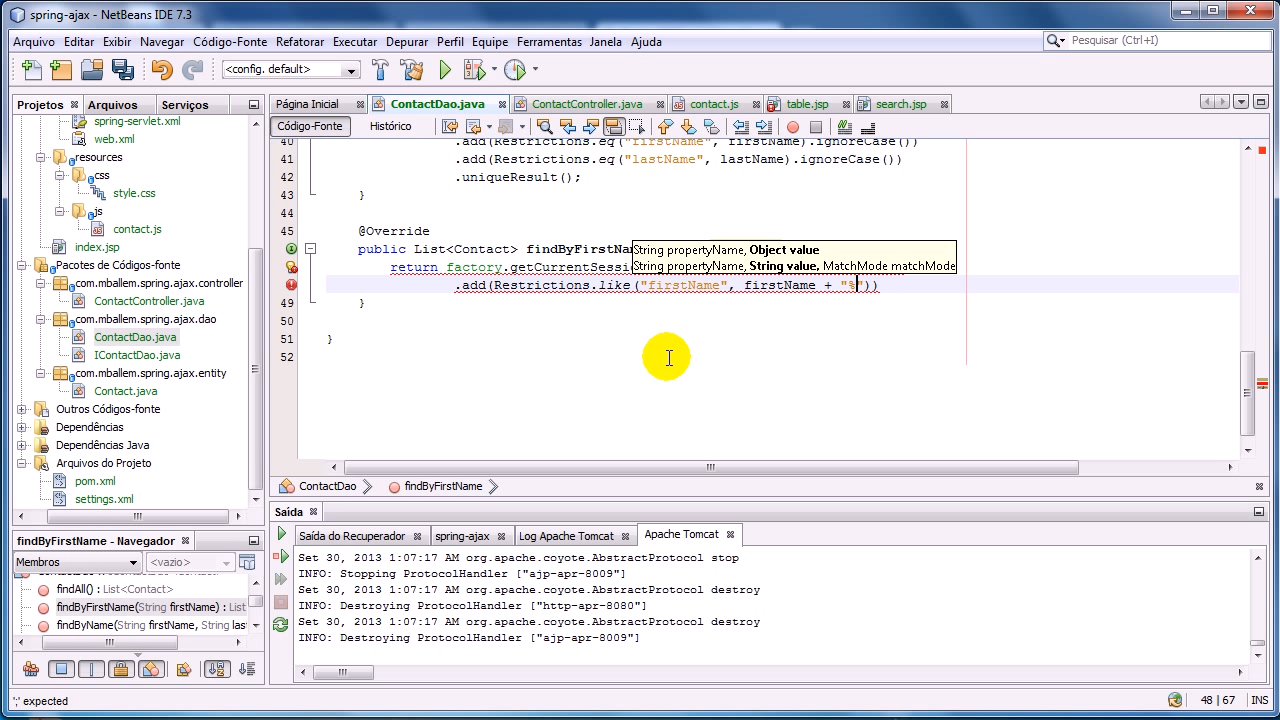 spring-ajax - NetBeans IDE 7.3
Arquivo Editar Exibir Navegar Código-Fonte Refatorar Executar Depurar Perfil Equipe Ferramentas Janela Ajuda
Pesquisar (Ctrl+I)
<config. default>
Projetos Arquivos Serviços
Página Inicial ContactDao.java ContactController.java contact.js table.jsp search.jsp
Código-Fonte Histórico
spring-servlet.xml
web.xml
resources
css
style.css
js
contact.js
index.jsp
Pacotes de Códigos-fonte
com.mballem.spring.ajax.controller
ContactController.java
com.mballem.spring.ajax.dao
ContactDao.java
IContactDao.java
com.mballem.spring.ajax.entity
Contact.java
Outros Códigos-fonte
Dependências
Dependências Java
Arquivos do Projeto
pom.xml
settings.xml
40 .add(Restrictions.eq("firstName", firstName).ignoreCase())
41 .add(Restrictions.eq("lastName", lastName).ignoreCase())
42 .uniqueResult();
43 }
44
45 @Override
public List<Contact> findByFirstNam
String propertyName, Object value
String propertyName, String value, MatchMode matchMode
return factory.getCurrentSessi
.add(Restrictions.like("firstName", firstName + "%"))
49 }
50
51 }
52
ContactDao findByFirstName
findByFirstName - Navegador
Membros <vazio>
findAll() : List<Contact>
findByFirstName(String firstName) : List
findByName(String firstName, String las
Saída
Saída do Recuperador spring-ajax Log Apache Tomcat Apache Tomcat
Set 30, 2013 1:07:17 AM org.apache.coyote.AbstractProtocol stop
INFO: Stopping ProtocolHandler ["ajp-apr-8009"]
Set 30, 2013 1:07:17 AM org.apache.coyote.AbstractProtocol destroy
INFO: Destroying ProtocolHandler ["http-apr-8080"]
Set 30, 2013 1:07:17 AM org.apache.coyote.AbstractProtocol destroy
INFO: Destroying ProtocolHandler ["ajp-apr-8009"]
';' expected
48 | 67 INS